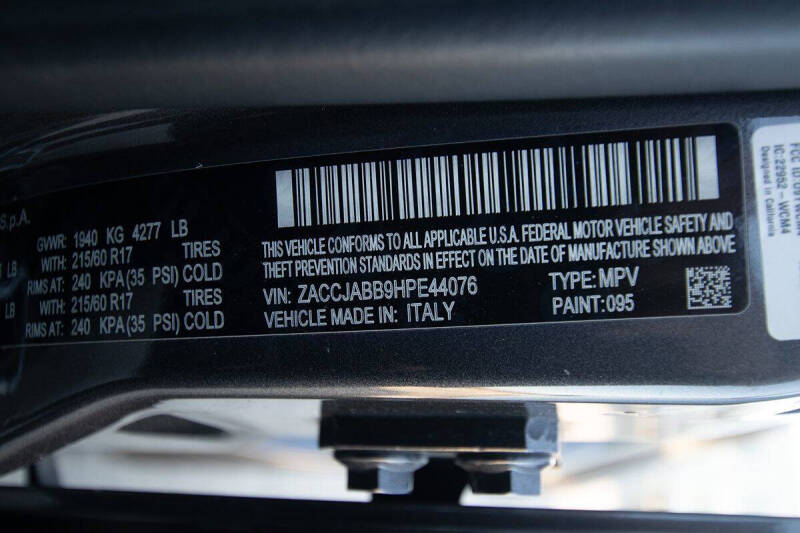 S.p.A.
GVWR: 1940 KG 4277 LB
WITH: 215/60 R17 TIRES
RIMS AT: 240 KPA (35 PSI) COLD
WITH: 215/60 R17 TIRES
RIMS AT: 240 KPA (35 PSI) COLD
LB
LB
THIS VEHICLE CONFORMS TO ALL APPLICABLE U.S.A. FEDERAL MOTOR VEHICLE SAFETY AND
THEFT PREVENTION STANDARDS IN EFFECT ON THE DATE OF MANUFACTURE SHOWN ABOVE
VIN: ZACCJABB9HPE44076 TYPE: MPV
VEHICLE MADE IN: ITALY PAINT: 095
FCC ID
IC: 22952-WCM4
Designed in California